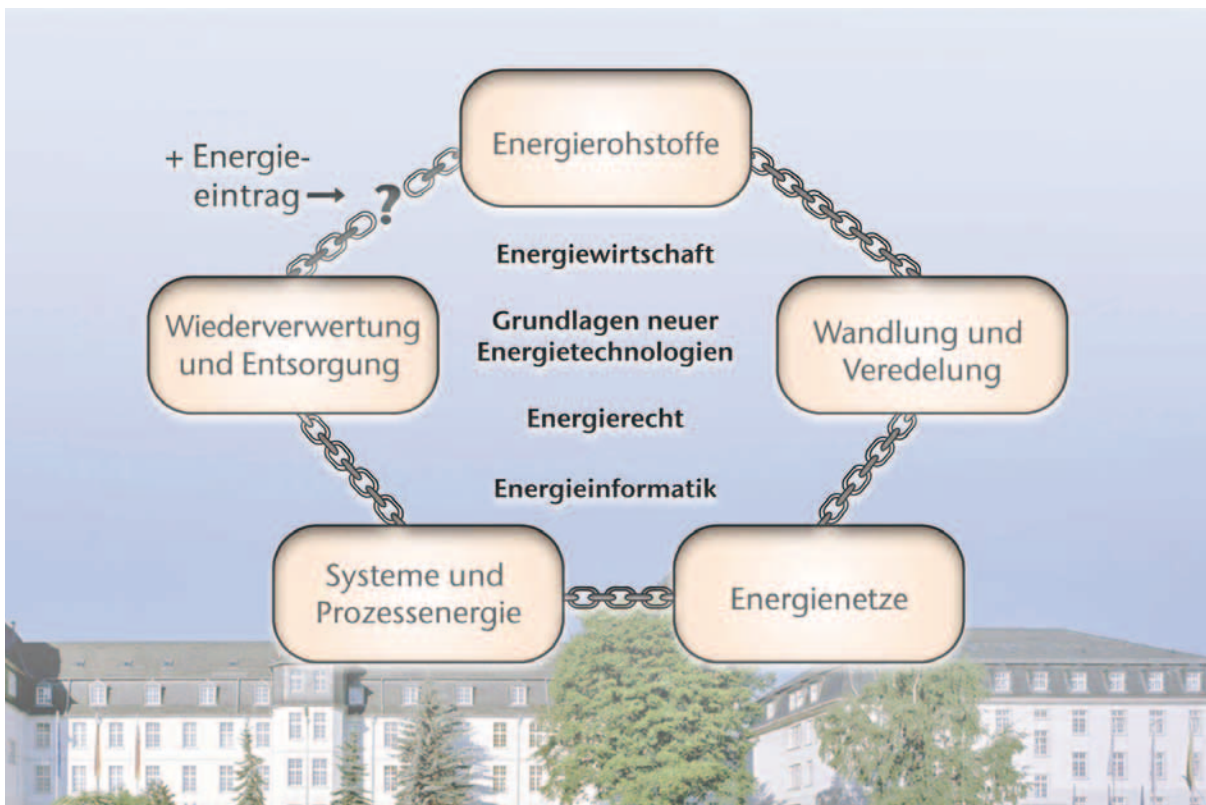 Energierohstoffe
+ Energie-
eintrag →
?
Energiewirtschaft
Wiederverwertung
und Entsorgung
Grundlagen neuer
Energietechnologien
Wandlung und
Veredelung
Energierecht
Energieinformatik
Systeme und
Prozessenergie
Energienetze